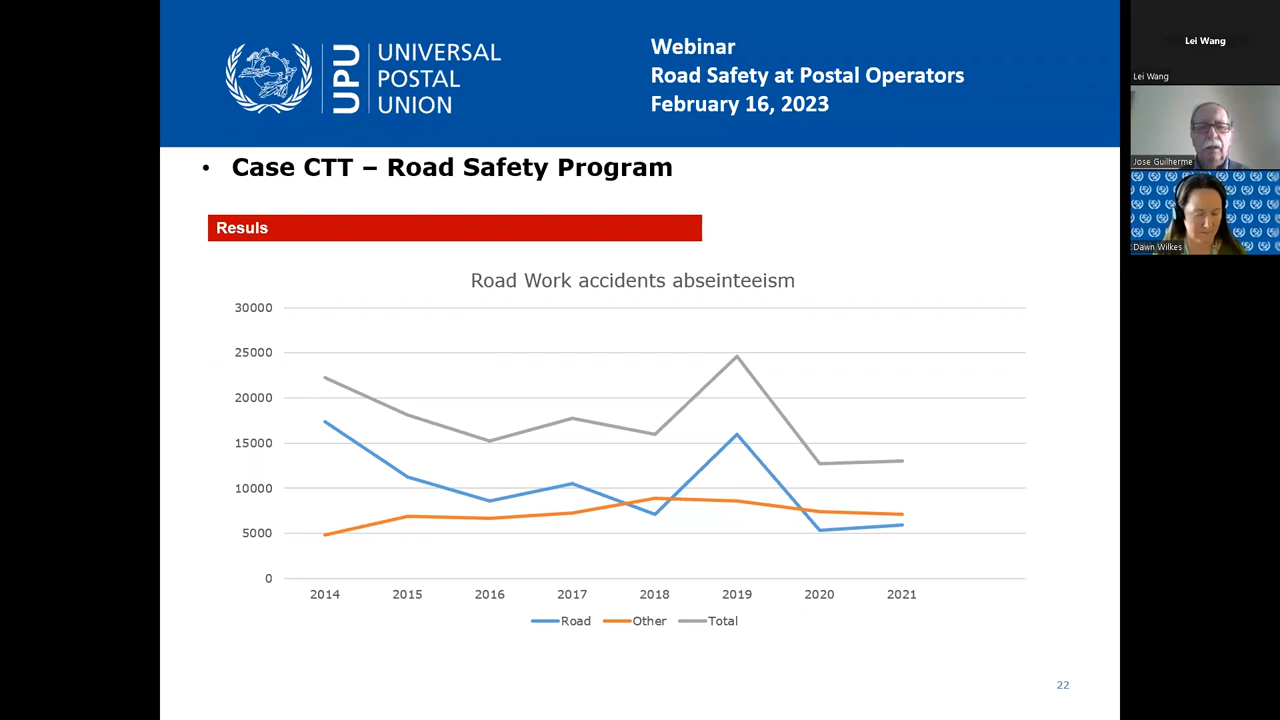 UPU
UNIVERSAL
POSTAL
UNION
Webinar
Road Safety at Postal Operators
February 16, 2023
Lei Wang
Lei Wang
Jose Guilherme
Dawn Wilkes
• Case CTT – Road Safety Program
Resuls
Road Work accidents abseinteeism
30000
25000
20000
15000
10000
5000
0
2014 2015 2016 2017 2018 2019 2020 2021
Road Other Total
22